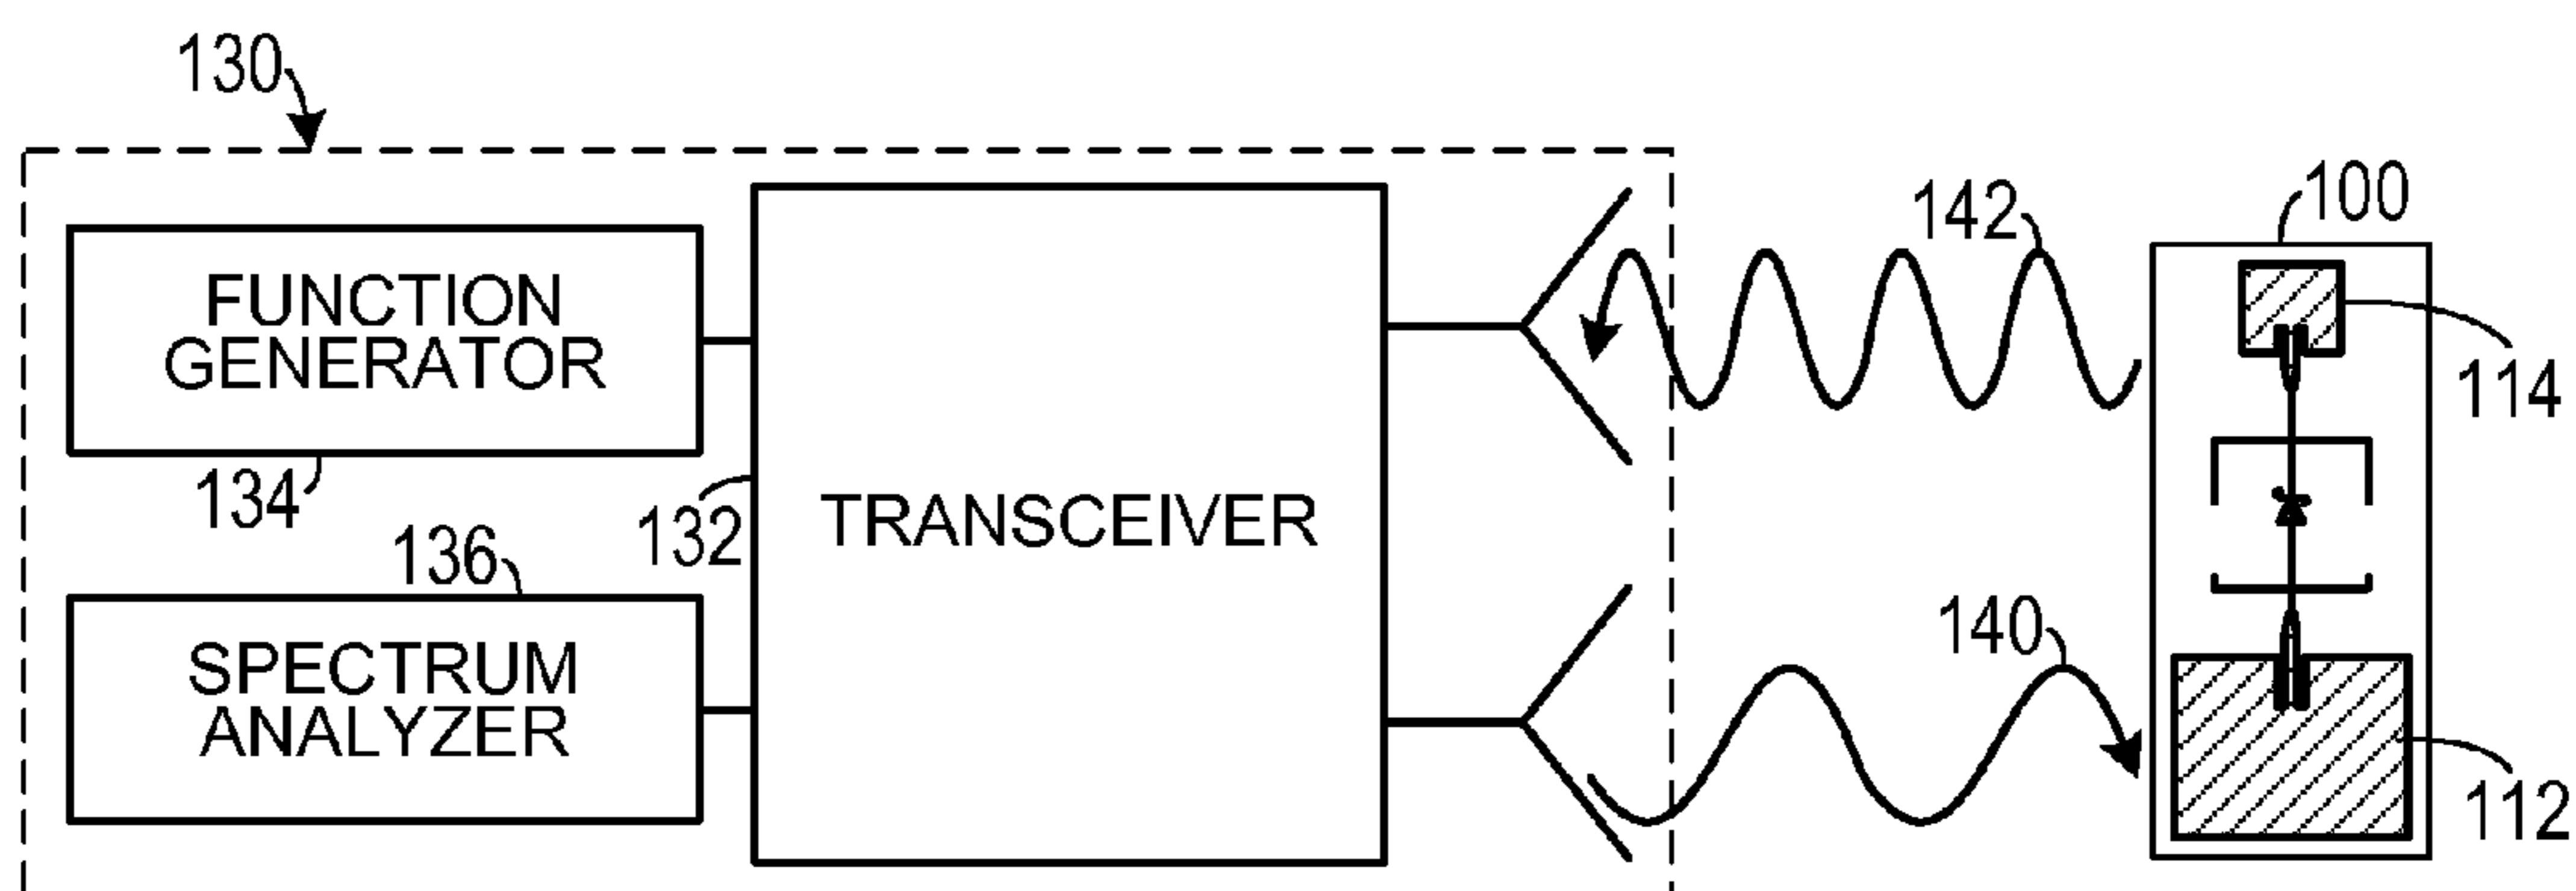 130
100
142
FUNCTION
GENERATOR
114
134
132
TRANSCEIVER
136
140
SPECTRUM
ANALYZER
112